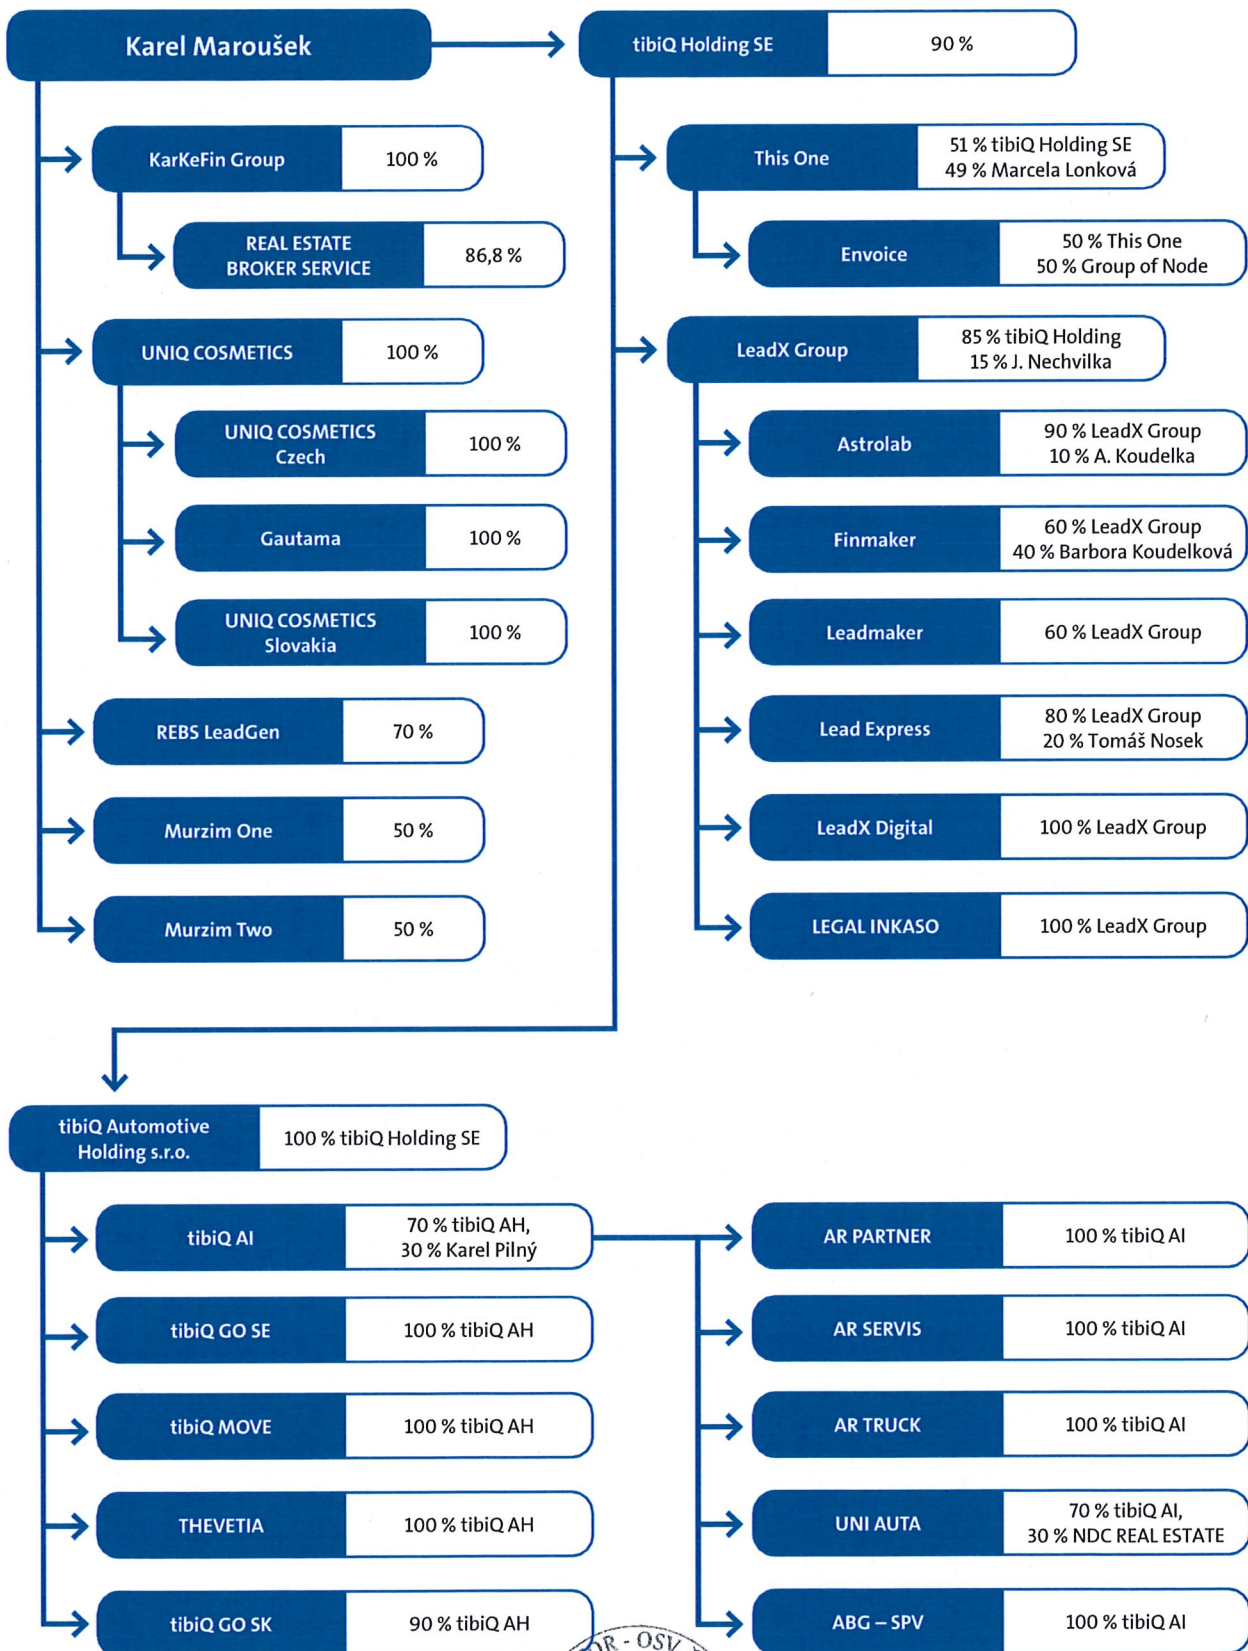 Karel Maroušek
tibiQ Holding SE
90 %
KarKeFin Group
100 %
REAL ESTATE
BROKER SERVICE
86,8 %
UNIQ COSMETICS
100 %
UNIQ COSMETICS
Czech
100 %
Gautama
100 %
UNIQ COSMETICS
Slovakia
100 %
REBS LeadGen
70 %
Murzim One
50 %
Murzim Two
50 %
This One
51 % tibiQ Holding SE
49 % Marcela Lonková
Envoice
50 % This One
50 % Group of Node
LeadX Group
85 % tibiQ Holding
15 % J. Nechvilka
Astrolab
90 % LeadX Group
10 % A. Koudelka
Finmaker
60 % LeadX Group
40 % Barbora Koudelková
Leadmaker
60 % LeadX Group
Lead Express
80 % LeadX Group
20 % Tomáš Nosek
LeadX Digital
100 % LeadX Group
LEGAL INKASO
100 % LeadX Group
tibiQ Automotive
Holding s.r.o.
100 % tibiQ Holding SE
tibiQ AI
70 % tibiQ AH,
30 % Karel Pilný
tibiQ GO SE
100 % tibiQ AH
tibiQ MOVE
100 % tibiQ AH
THEVETIA
100 % tibiQ AH
tibiQ GO SK
90 % tibiQ AH
AR PARTNER
100 % tibiQ AI
AR SERVIS
100 % tibiQ AI
AR TRUCK
100 % tibiQ AI
UNI AUTA
70 % tibiQ AI,
30 % NDC REAL ESTATE
ABG – SPV
100 % tibiQ AI